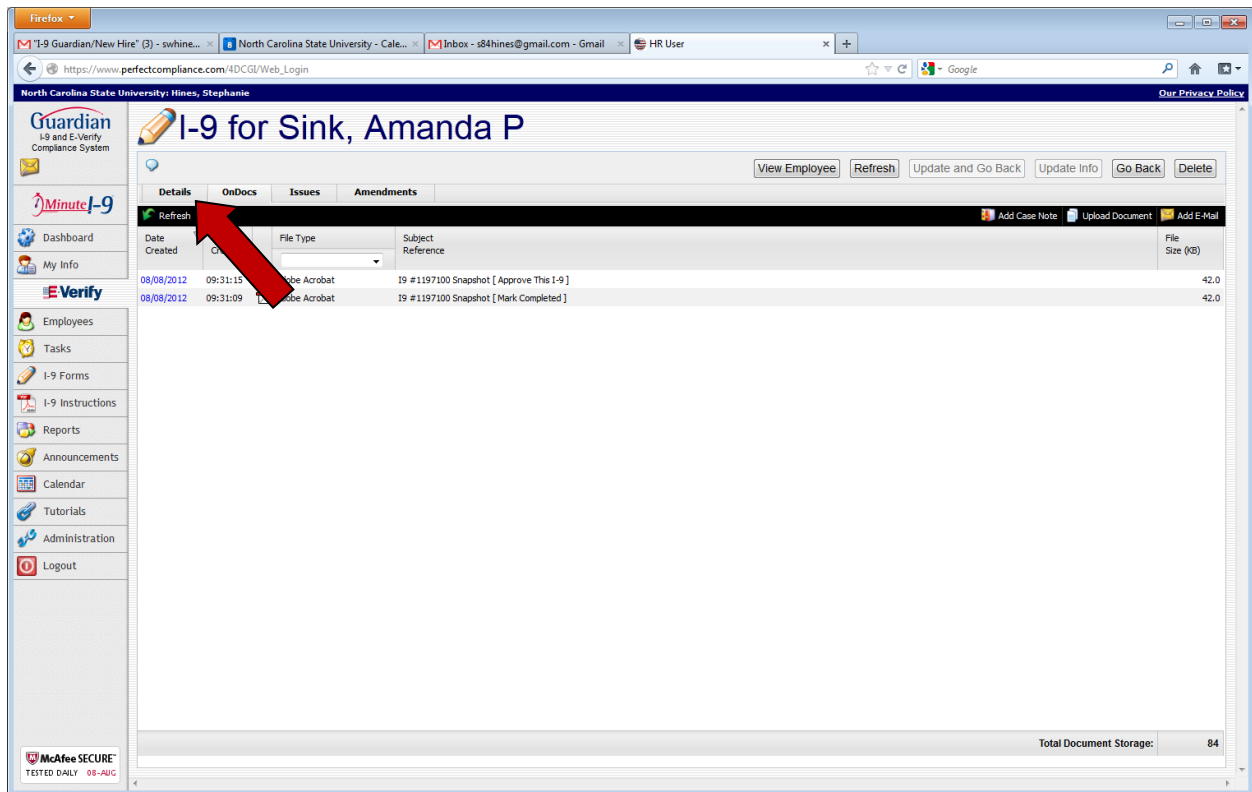 Firefox
"I-9 Guardian/New Hire" (3) - swhine...
North Carolina State University - Cale...
Inbox - s84hines@gmail.com - Gmail
HR User
https://www.perfectcompliance.com/4DCGI/Web_Login
Google
North Carolina State University: Hines, Stephanie
Our Privacy Policy
Guardian
I-9 and E-Verify
Compliance System
I-9 for Sink, Amanda P
View Employee Refresh Update and Go Back Update Info Go Back Delete
Details OnDocs Issues Amendments
Minute I-9
Refresh
Add Case Note Upload Document Add E-Mail
Dashboard
My Info
E-Verify
Employees
Tasks
I-9 Forms
I-9 Instructions
Reports
Announcements
Calendar
Tutorials
Administration
Logout
Date
Created
File Type
Subject
Reference
File
Size (KB)
08/08/2012 09:31:15 Adobe Acrobat I9 #1197100 Snapshot [ Approve This I-9 ] 42.0
08/08/2012 09:31:09 Adobe Acrobat I9 #1197100 Snapshot [ Mark Completed ] 42.0
Total Document Storage: 84
McAfee SECURE
TESTED DAILY 08-AUG